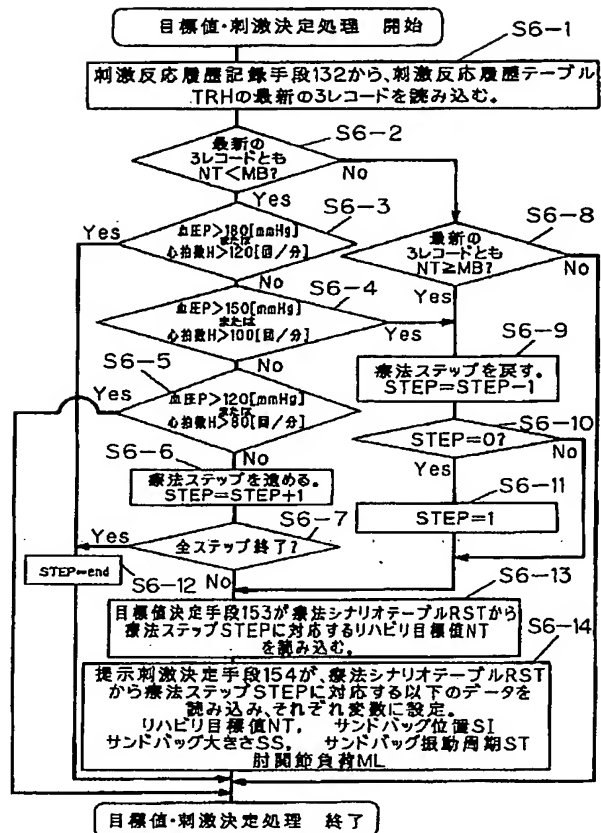 目標値・刺激決定処理 開始
S6-1
刺激反応履歴記録手段132から、刺激反応履歴テーブル
TRHの最新の3レコードを読み込む。
S6-2
最新の
3レコードとも
NT<MB?
No
Yes
S6-3
Yes
血圧P>180[mmHg]
または
心拍数H>120[回/分]
No
S6-8
最新の
3レコードとも
NT≧MB?
No
Yes
S6-4
血圧P>150[mmHg]
または
心拍数H>100[回/分]
Yes
No
S6-9
療法ステップを戻す。
STEP=STEP-1
S6-5
Yes
血圧P>120[mmHg]
または
心拍数H>80[回/分]
No
S6-10
STEP=0?
No
Yes
S6-6
療法ステップを進める。
STEP=STEP+1
S6-11
STEP=1
S6-7
Yes
全ステップ終了?
No
STEP=end
S6-12
S6-13
目標値決定手段153が療法シナリオテーブルRSTから
療法ステップSTEPに対応するリハビリ目標値NT
を読み込む。
S6-14
提示刺激決定手段154が、療法シナリオテーブルRST
から療法ステップSTEPに対応する以下のデータを
読み込み、それぞれ変数に設定。
リハビリ目標値NT, サンドバッグ位置SI
サンドバッグ大きさSS, サンドバッグ振動周期ST
肘関節負荷ML
目標値・刺激決定処理 終了